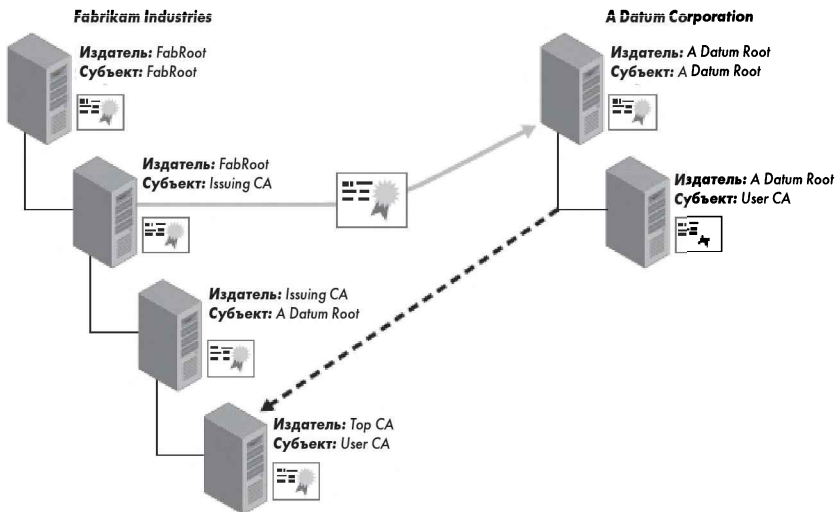 Fabrikam Industries
Издатель: FabRoot
Субъект: FabRoot
Издатель: FabRoot
Субъект: Issuing CA
Издатель: Issuing CA
Субъект: A Datum Root
Издатель: Top CA
Субъект: User CA
A Datum Corporation
Издатель: A Datum Root
Субъект: A Datum Root
Издатель: A Datum Root
Субъект: User CA